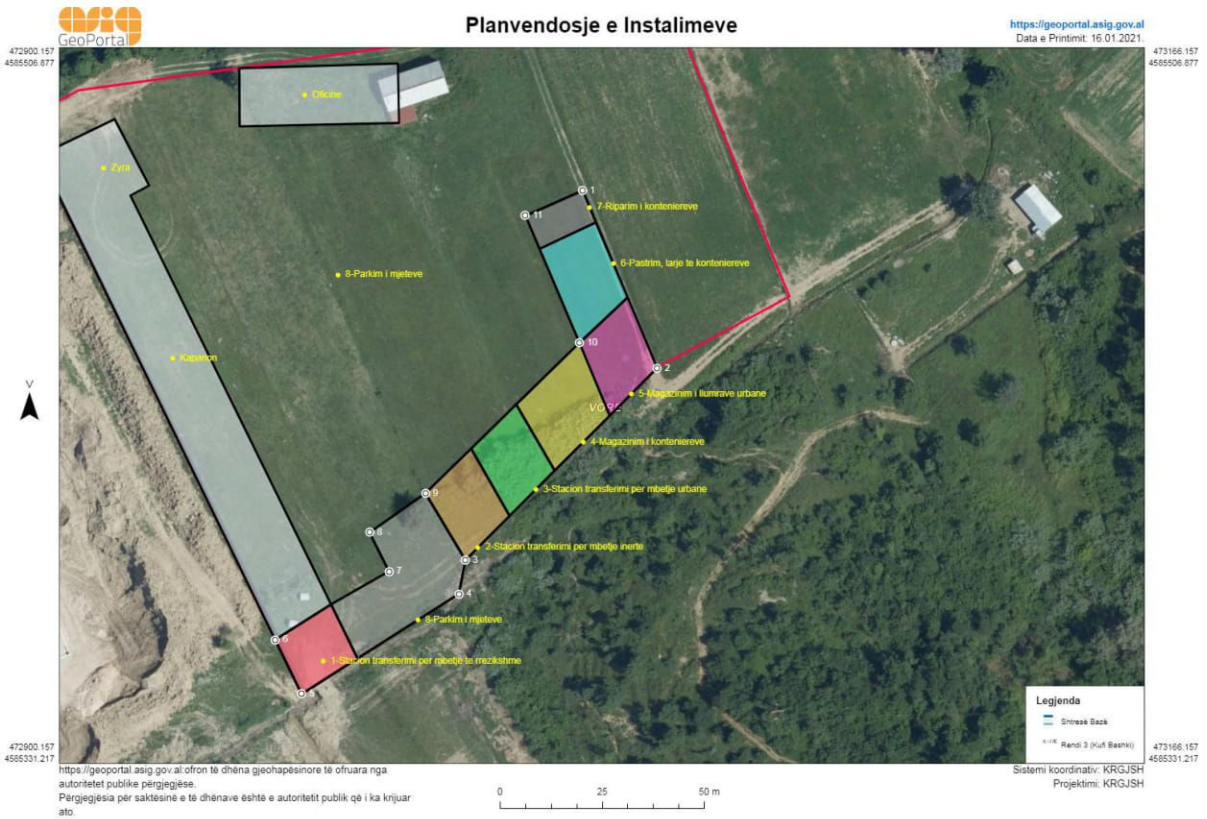 asig
GeoPortal
Planvendosje e Instalimeve
https://geoportal.asig.gov.al
Data e Printimit: 16.01.2021.
472900.157
4585506.877
473166.157
4585506.877
Oficine
Zyra
1
7-Riparim i konteniereve
11
6-Pastrim, larje te konteniereve
8-Parkim i mjeteve
10
Kapanon
2
5-Magazinim i llumrave urbane
VORË
4-Magazinim i konteniereve
3-Stacion transferimi per mbetje urbane
9
8
2-Stacion transferimi per mbetje inerte
3
7
4
8-Parkim i mjeteve
6
1-Stacion transferimi per mbetje te rrezikshme
5
V
Legjenda
Shtresë Bazë
Rendi 3 (Kufi Bashki)
472900.157
4585331.217
473166.157
4585331.217
https://geoportal.asig.gov.al:ofron të dhëna gjeohapësinore të ofruara nga
autoritetet publike përgjegjëse.
Përgjegjësia për saktësinë e të dhënave është e autoritetit publik që i ka krijuar
ato.
0 25 50 m
Sistemi koordinativ: KRGJSH
Projektimi: KRGJSH